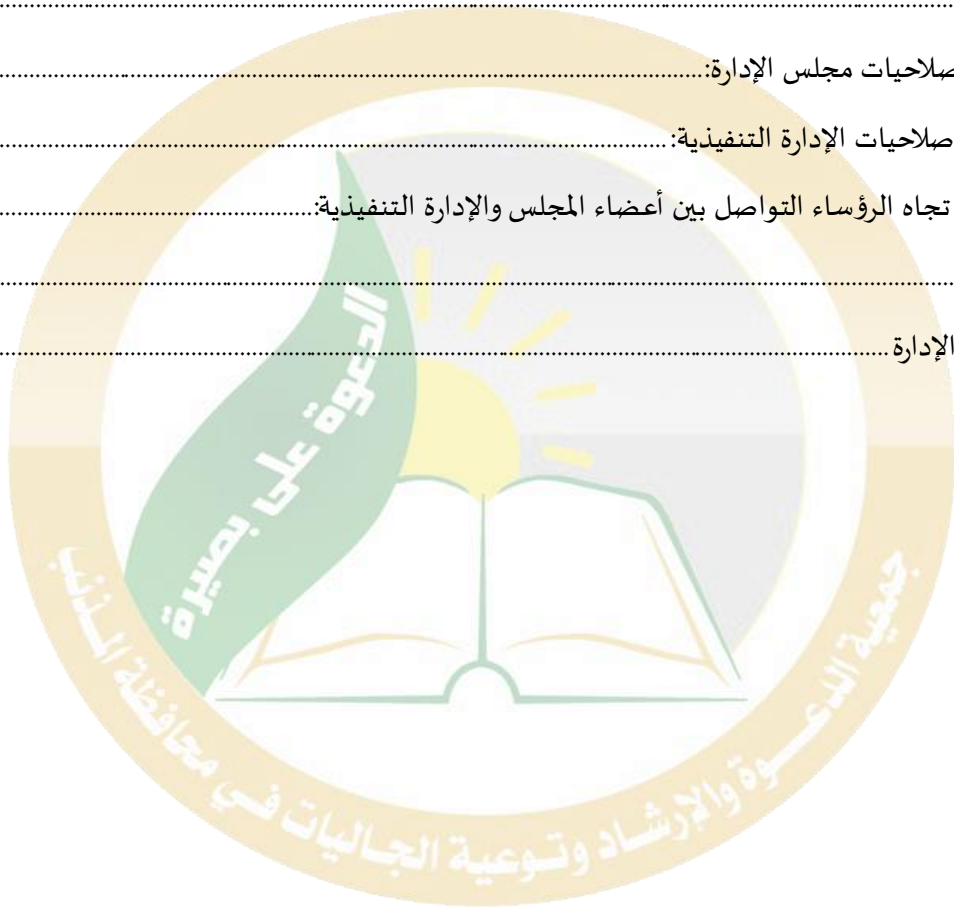 صلاحيات مجلس الإدارة:
صلاحيات الإدارة التنفيذية:
تجاه الرؤساء التواصل بين أعضاء المجلس والإدارة التنفيذية:
الإدارة
الدعوة على بصيرة
جمعية الدعوة والإرشاد وتوعية الجاليات في محافظة المذنب